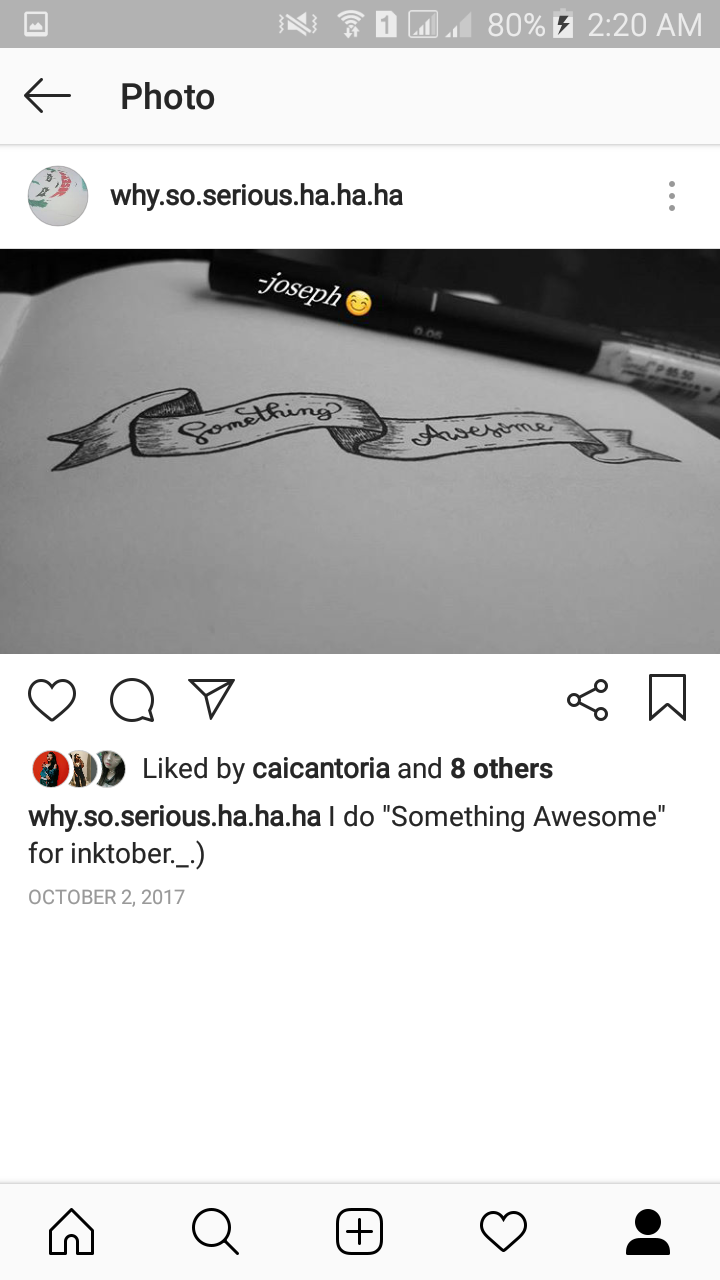 1 80% 2:20 AM
Photo
why.so.serious.ha.ha.ha
-joseph😊
0.05
P 85.50
Something Awesome
Liked by caicantoria and 8 others
why.so.serious.ha.ha.ha I do "Something Awesome"
for inktober._.)
OCTOBER 2, 2017